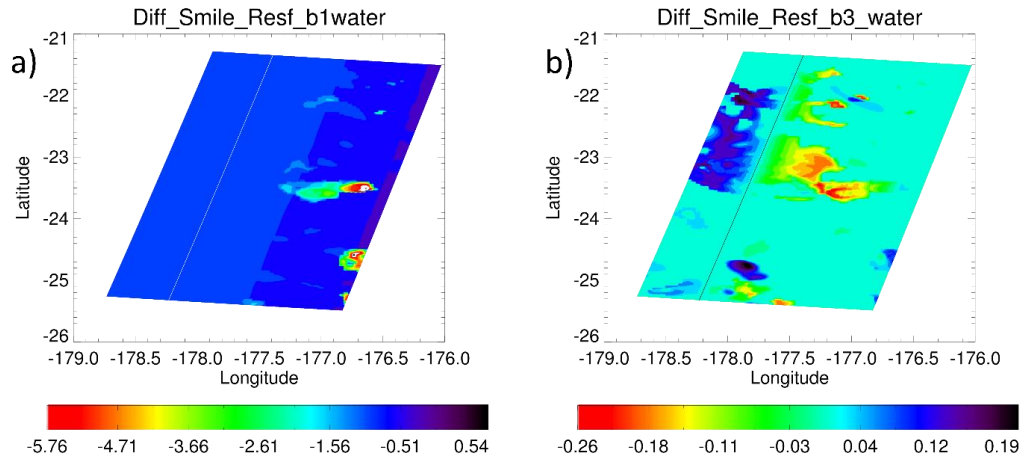 Diff_Smile_Resf_b1water
a)
-21
-22
-23
-24
-25
-26
Latitude
-179.0 -178.5 -178.0 -177.5 -177.0 -176.5 -176.0
Longitude
-5.76 -4.71 -3.66 -2.61 -1.56 -0.51 0.54
Diff_Smile_Resf_b3_water
b)
-21
-22
-23
-24
-25
-26
Latitude
-179.0 -178.5 -178.0 -177.5 -177.0 -176.5 -176.0
Longitude
-0.26 -0.18 -0.11 -0.03 0.04 0.12 0.19